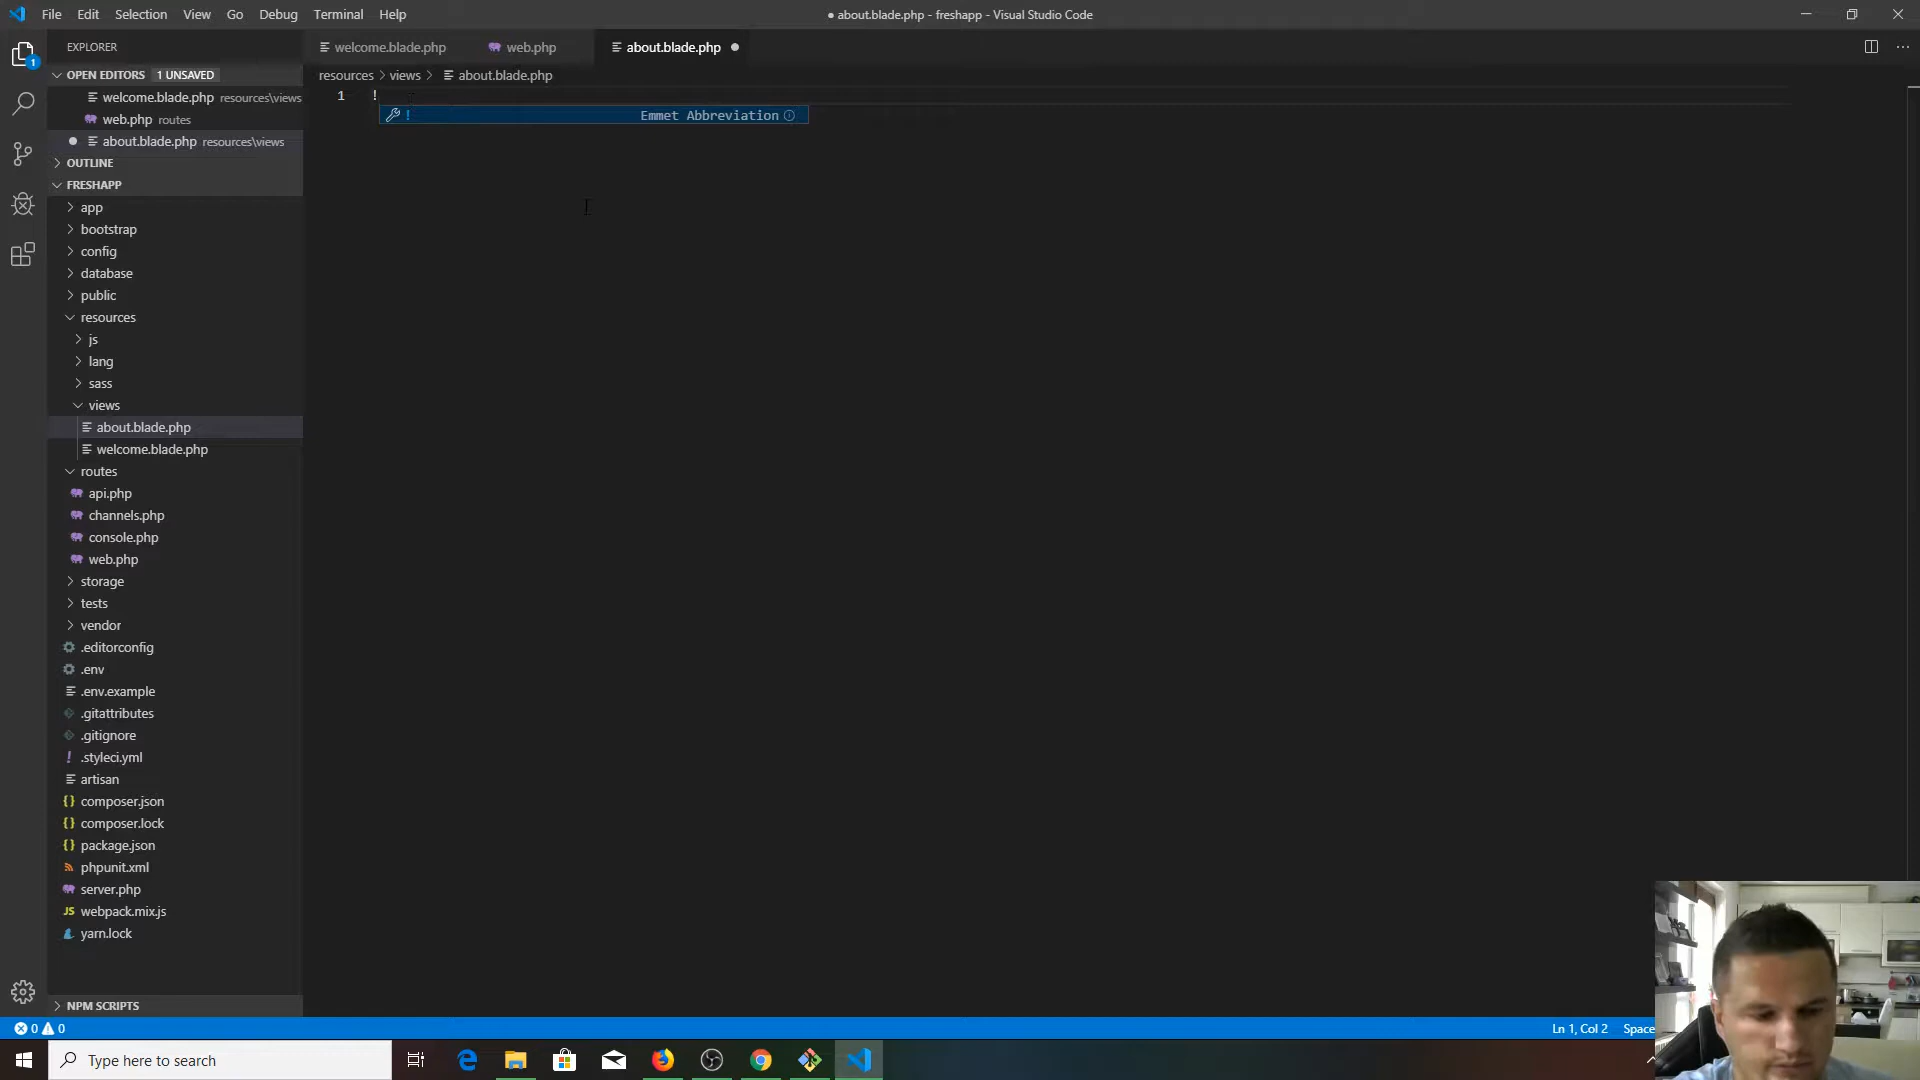 File Edit Selection View Go Debug Terminal Help
● about.blade.php - freshapp - Visual Studio Code
EXPLORER
welcome.blade.php web.php about.blade.php
OPEN EDITORS 1 UNSAVED
resources > views > about.blade.php
welcome.blade.php resources\views
web.php routes
about.blade.php resources\views
1 !
! Emmet Abbreviation
OUTLINE
FRESHAPP
app
bootstrap
config
database
public
resources
js
lang
sass
views
about.blade.php
welcome.blade.php
routes
api.php
channels.php
console.php
web.php
storage
tests
vendor
.editorconfig
.env
.env.example
.gitattributes
.gitignore
! .styleci.yml
artisan
{} composer.json
{} composer.lock
{} package.json
phpunit.xml
server.php
JS webpack.mix.js
yarn.lock
NPM SCRIPTS
1
0 0 Ln 1, Col 2
Type here to search